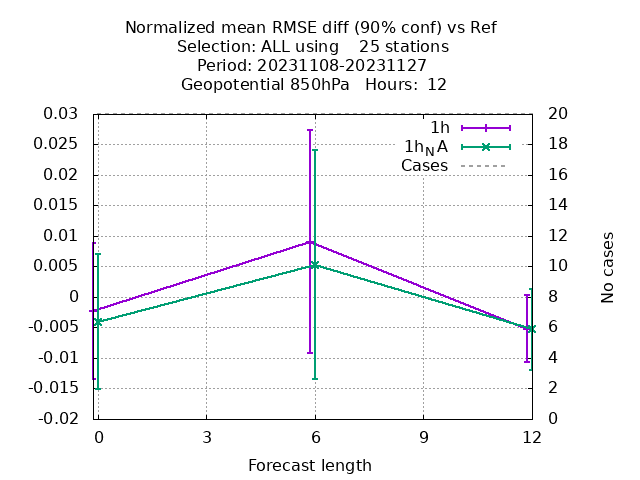 Normalized mean RMSE diff (90% conf) vs Ref
Selection: ALL using    25 stations
Period: 20231108-20231127
Geopotential 850hPa   Hours:  12
0.03
0.025
0.02
0.015
0.01
0.005
0
-0.005
-0.01
-0.015
-0.02
1h
1h_N A
Cases
20
18
16
14
12
10
8
6
4
2
0
No cases
0 3 6 9 12
Forecast length